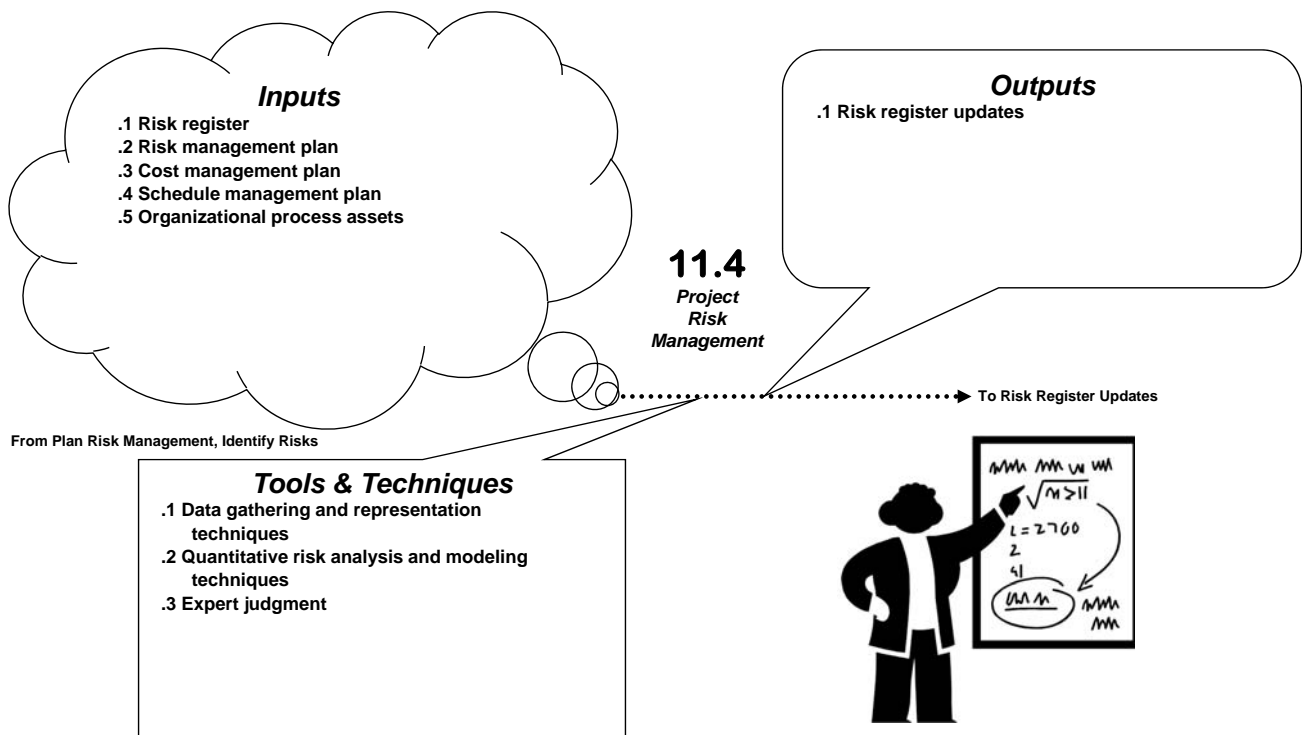 Inputs
.1 Risk register
.2 Risk management plan
.3 Cost management plan
.4 Schedule management plan
.5 Organizational process assets
Outputs
.1 Risk register updates
11.4
Project
Risk
Management
To Risk Register Updates
From Plan Risk Management, Identify Risks
Tools & Techniques
.1 Data gathering and representation
techniques
.2 Quantitative risk analysis and modeling
techniques
.3 Expert judgment